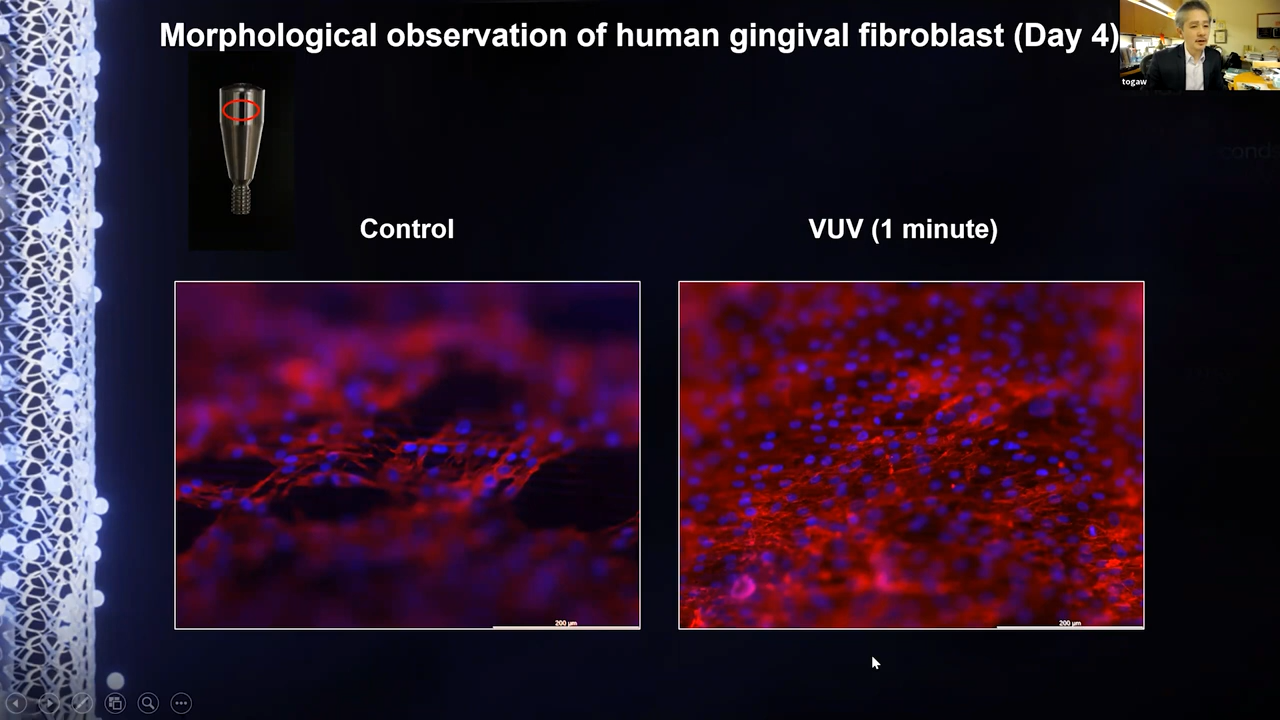 Morphological observation of human gingival fibroblast (Day 4)
togaw
Control
VUV (1 minute)
200 µm
200 µm